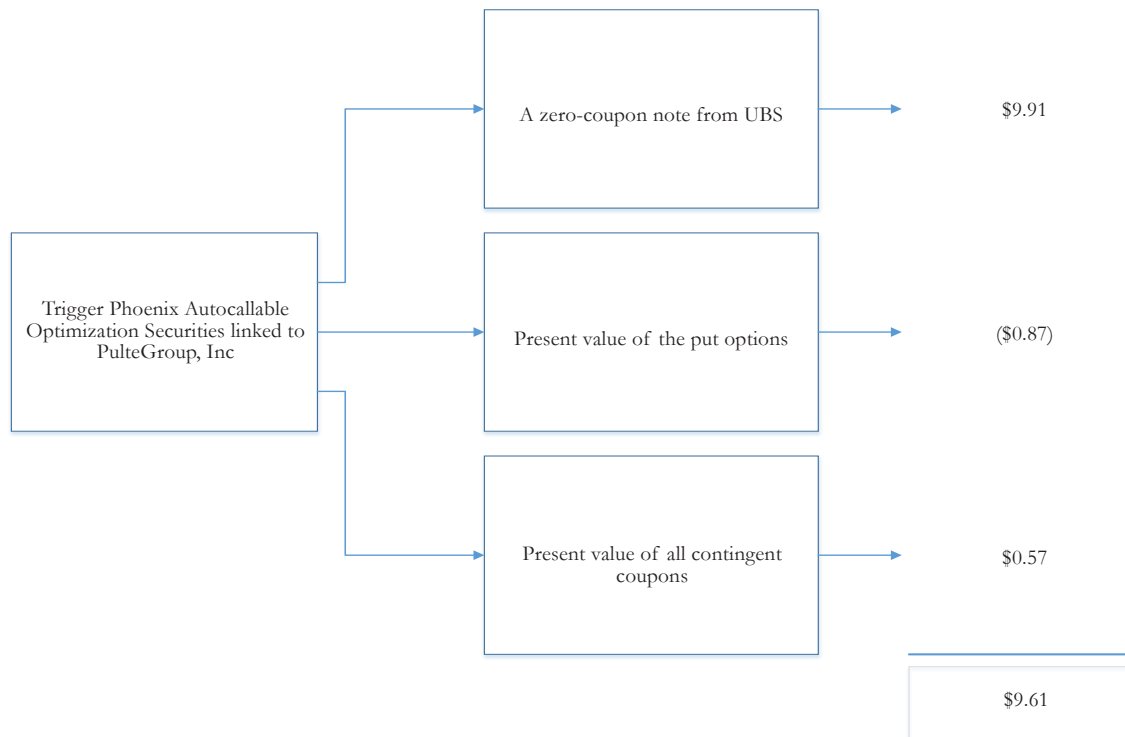 A zero-coupon note from UBS
$9.91
Trigger Phoenix Autocallable
Optimization Securities linked to
PulteGroup, Inc
Present value of the put options
($0.87)
Present value of all contingent
coupons
$0.57
$9.61